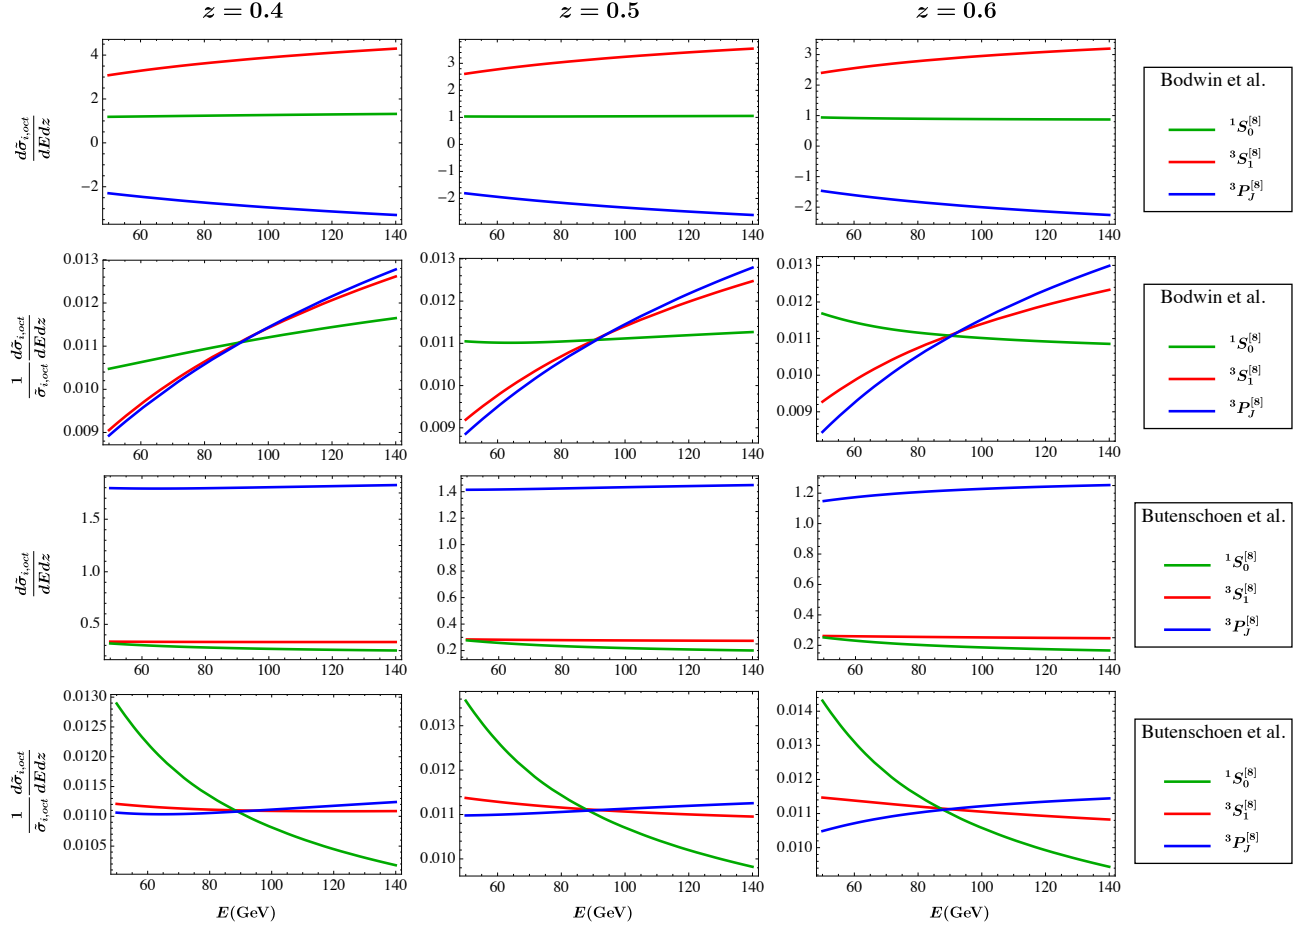 z = 0.4
z = 0.5
z = 0.6
dσ̃_{i,oct}/dEdz
4
2
0
−2
60 80 100 120 140
3
2
1
0
−1
−2
60 80 100 120 140
3
2
1
0
−1
−2
60 80 100 120 140
Bodwin et al.
¹S₀^[8]
³S₁^[8]
³P_J^[8]
1/σ̃_{i,oct} dσ̃_{i,oct}/dEdz
0.013
0.012
0.011
0.010
0.009
60 80 100 120 140
0.013
0.012
0.011
0.010
0.009
60 80 100 120 140
0.013
0.012
0.011
0.010
0.009
60 80 100 120 140
Bodwin et al.
¹S₀^[8]
³S₁^[8]
³P_J^[8]
dσ̃_{i,oct}/dEdz
1.5
1.0
0.5
60 80 100 120 140
1.4
1.2
1.0
0.8
0.6
0.4
0.2
60 80 100 120 140
1.2
1.0
0.8
0.6
0.4
0.2
60 80 100 120 140
Butenschoen et al.
¹S₀^[8]
³S₁^[8]
³P_J^[8]
1/σ̃_{i,oct} dσ̃_{i,oct}/dEdz
0.0130
0.0125
0.0120
0.0115
0.0110
0.0105
60 80 100 120 140
E(GeV)
0.013
0.012
0.011
0.010
60 80 100 120 140
E(GeV)
0.014
0.013
0.012
0.011
0.010
60 80 100 120 140
E(GeV)
Butenschoen et al.
¹S₀^[8]
³S₁^[8]
³P_J^[8]